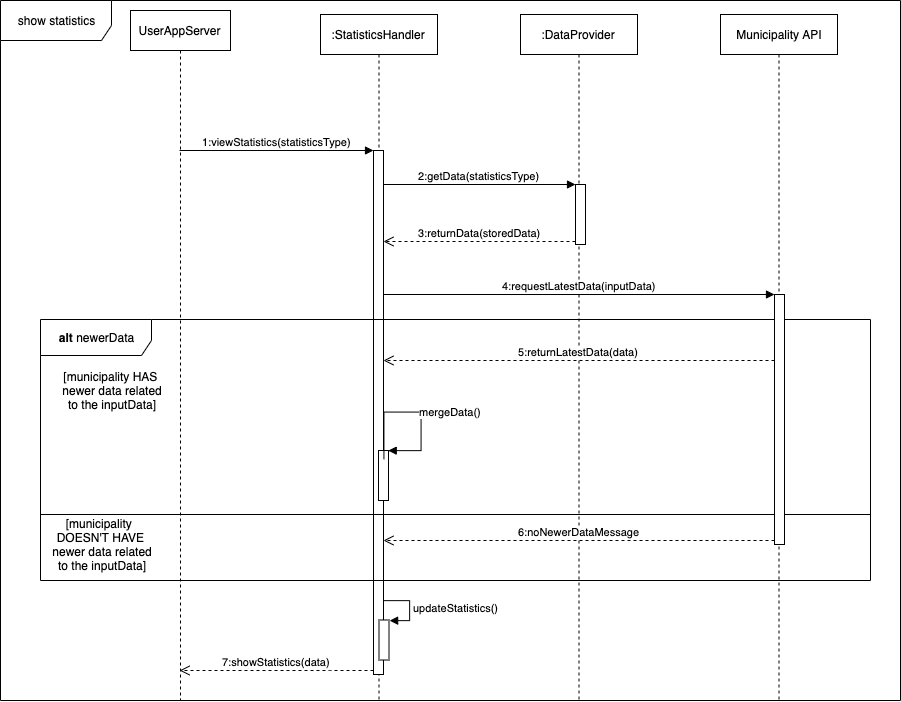 show statistics
UserAppServer
:StatisticsHandler
:DataProvider
Municipality API
1:viewStatistics(statisticsType)
2:getData(statisticsType)
3:returnData(storedData)
4:requestLatestData(inputData)
alt newerData
5:returnLatestData(data)
[municipality HAS
newer data related
to the inputData]
mergeData()
[municipality
DOESN'T HAVE
newer data related
to the inputData]
6:noNewerDataMessage
updateStatistics()
7:showStatistics(data)